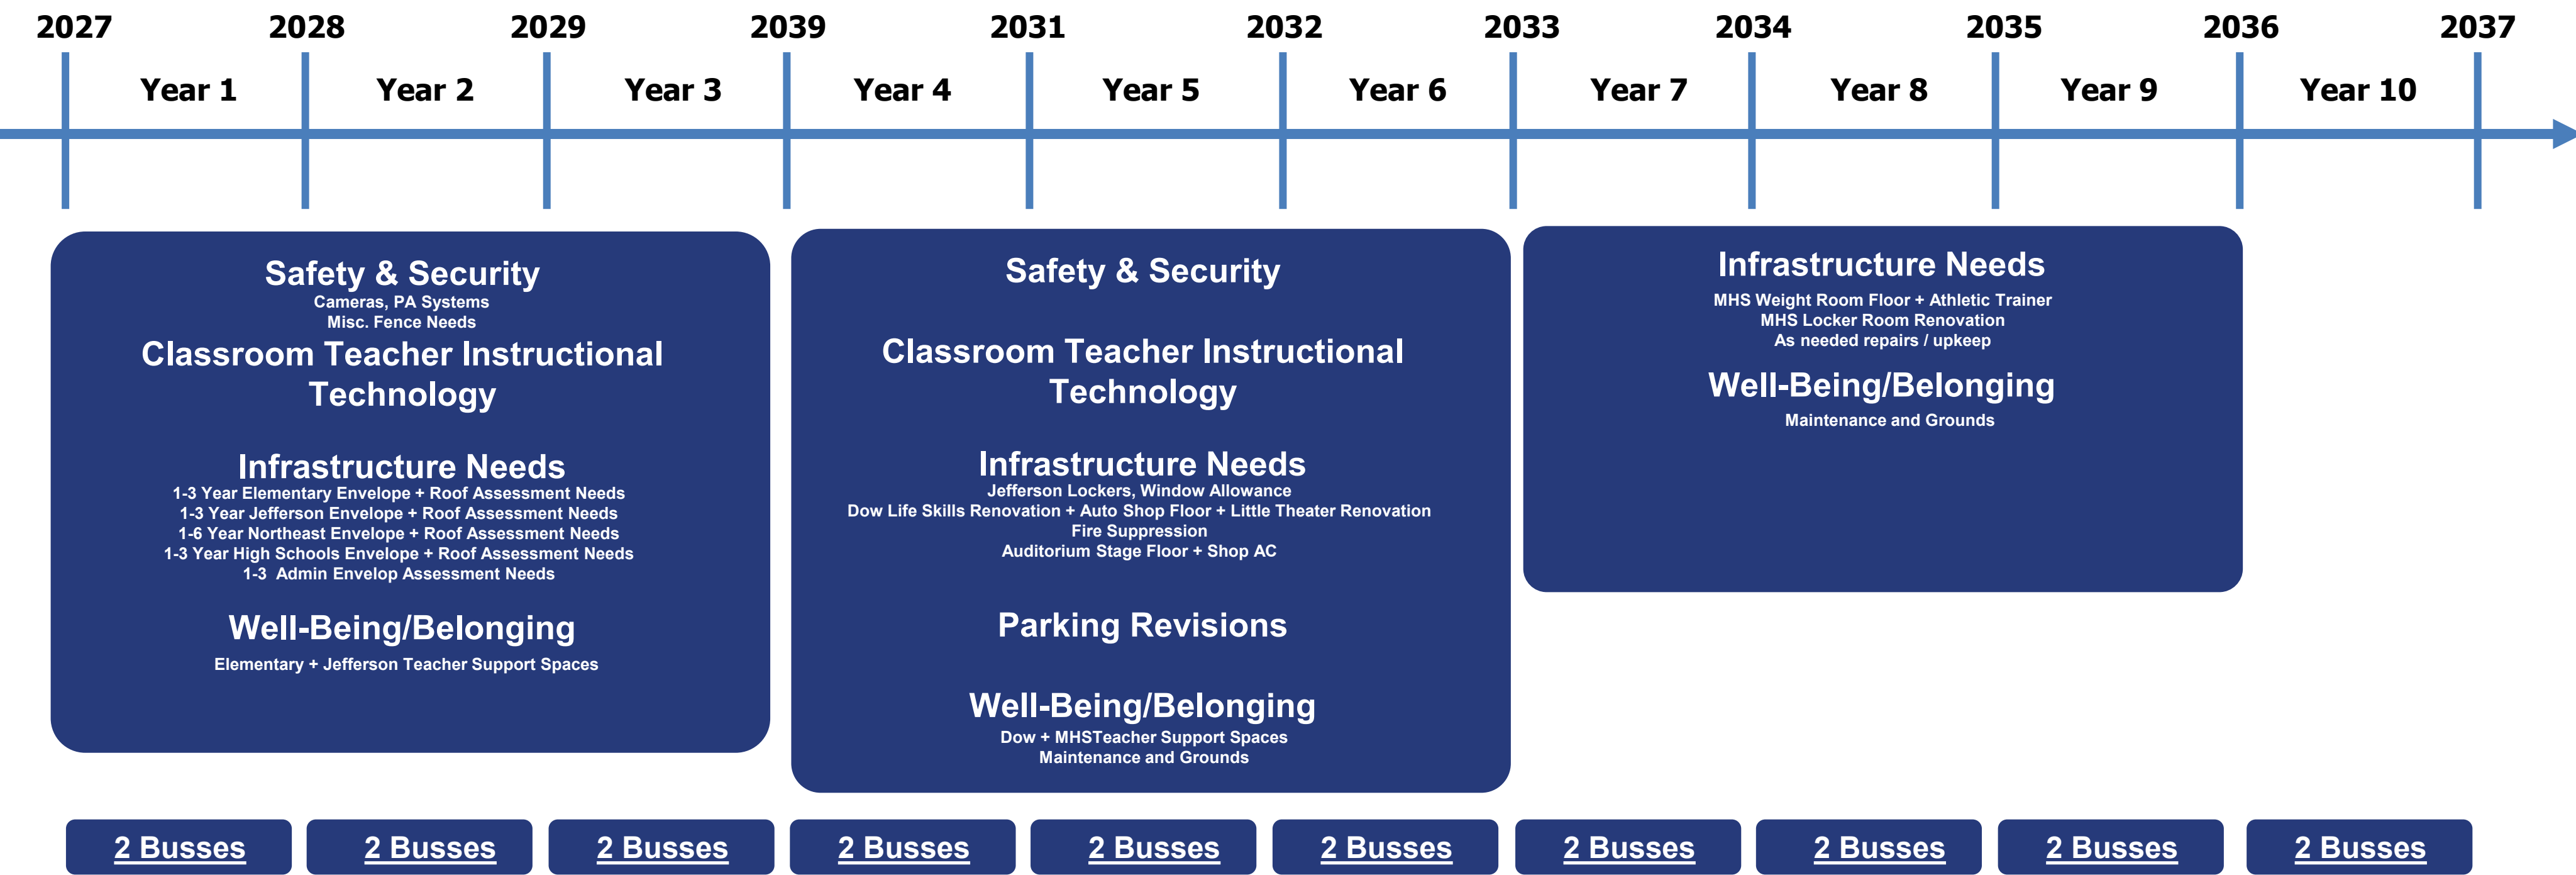 2027 2028 2029 2039 2031 2032 2033 2034 2035 2036 2037
Year 1 Year 2 Year 3 Year 4 Year 5 Year 6 Year 7 Year 8 Year 9 Year 10
Safety & Security
Cameras, PA Systems
Misc. Fence Needs
Classroom Teacher Instructional
Technology
Infrastructure Needs
1-3 Year Elementary Envelope + Roof Assessment Needs
1-3 Year Jefferson Envelope + Roof Assessment Needs
1-6 Year Northeast Envelope + Roof Assessment Needs
1-3 Year High Schools Envelope + Roof Assessment Needs
1-3 Admin Envelop Assessment Needs
Well-Being/Belonging
Elementary + Jefferson Teacher Support Spaces
Safety & Security
Classroom Teacher Instructional
Technology
Infrastructure Needs
Jefferson Lockers, Window Allowance
Dow Life Skills Renovation + Auto Shop Floor + Little Theater Renovation
Fire Suppression
Auditorium Stage Floor + Shop AC
Parking Revisions
Well-Being/Belonging
Dow + MHSTeacher Support Spaces
Maintenance and Grounds
Infrastructure Needs
MHS Weight Room Floor + Athletic Trainer
MHS Locker Room Renovation
As needed repairs / upkeep
Well-Being/Belonging
Maintenance and Grounds
2 Busses 2 Busses 2 Busses 2 Busses 2 Busses 2 Busses 2 Busses 2 Busses 2 Busses 2 Busses